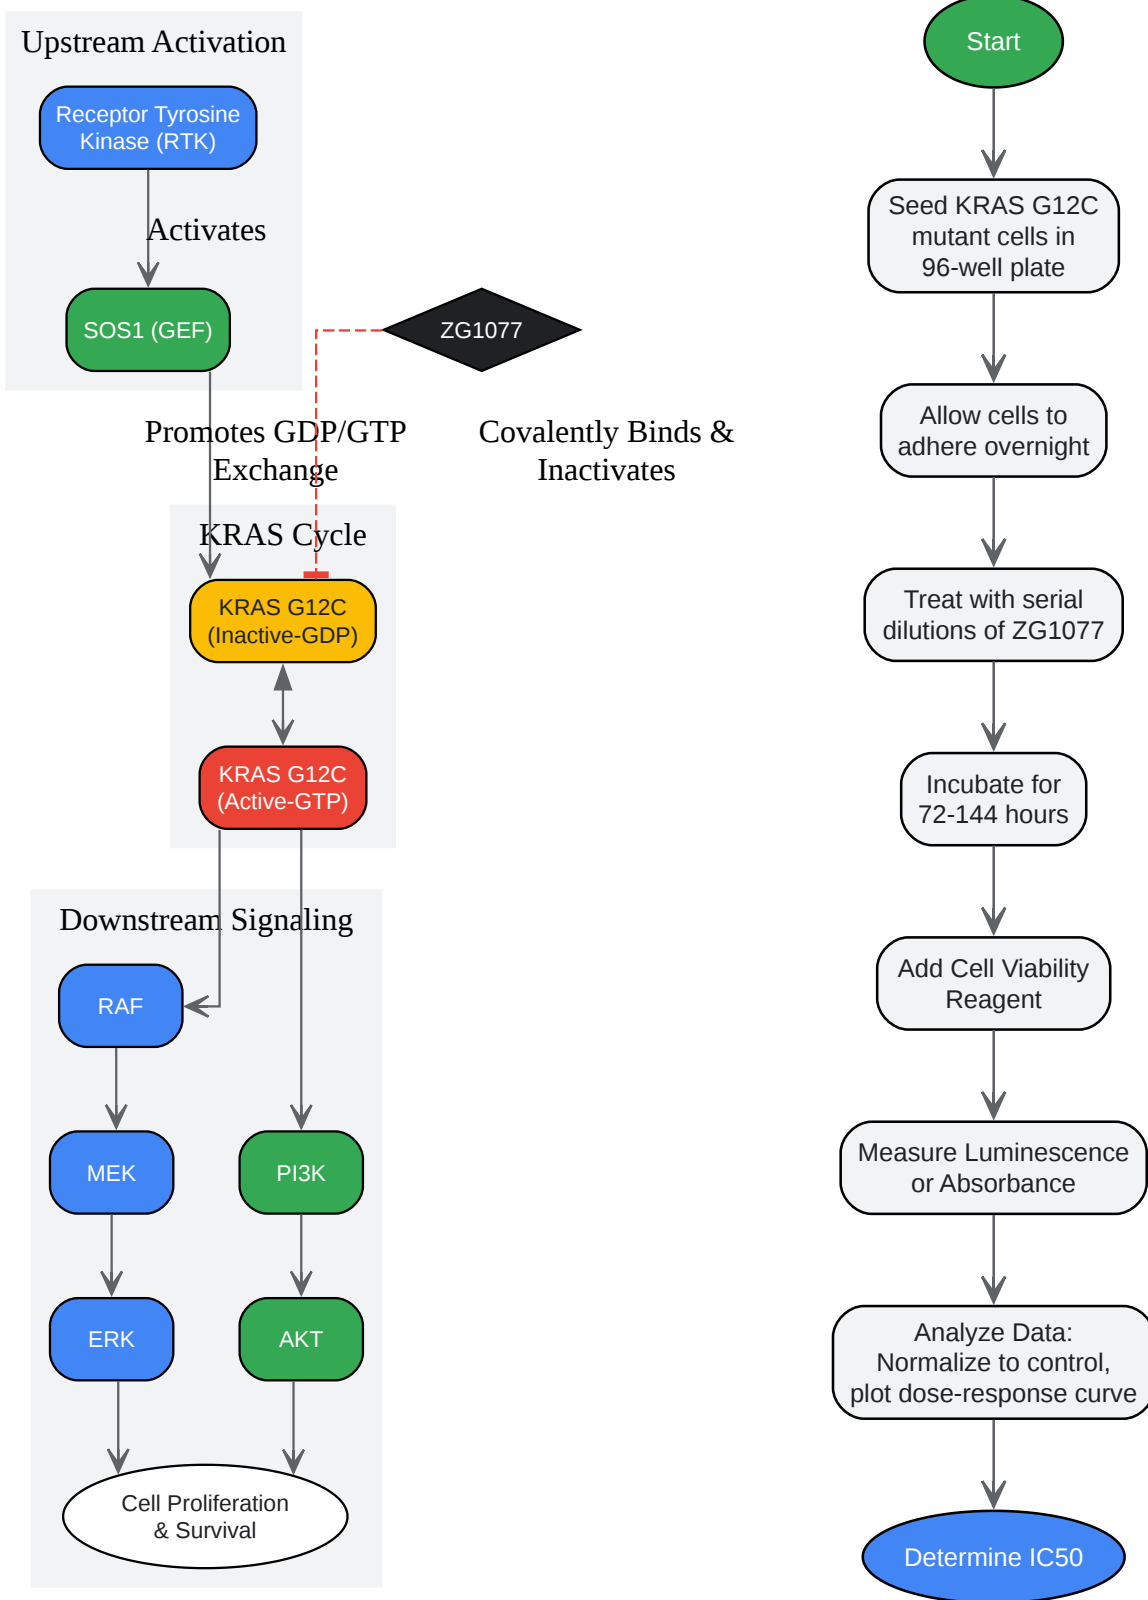 Upstream Activation
Receptor Tyrosine
Kinase (RTK)
Activates
SOS1 (GEF)
ZG1077
Promotes GDP/GTP
Exchange
Covalently Binds &
Inactivates
KRAS Cycle
KRAS G12C
(Inactive-GDP)
KRAS G12C
(Active-GTP)
Downstream Signaling
RAF
MEK
PI3K
ERK
AKT
Cell Proliferation
& Survival
Start
Seed KRAS G12C
mutant cells in
96-well plate
Allow cells to
adhere overnight
Treat with serial
dilutions of ZG1077
Incubate for
72-144 hours
Add Cell Viability
Reagent
Measure Luminescence
or Absorbance
Analyze Data:
Normalize to control,
plot dose-response curve
Determine IC50